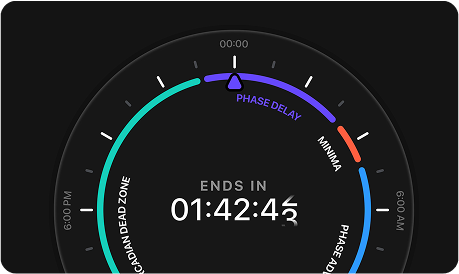 00:00
PHASE DELAY
MINIMA
6:00 PM
ENDS IN
01:42:4
6:00 AM
CADIAN DEAD ZONE
PHASE AD